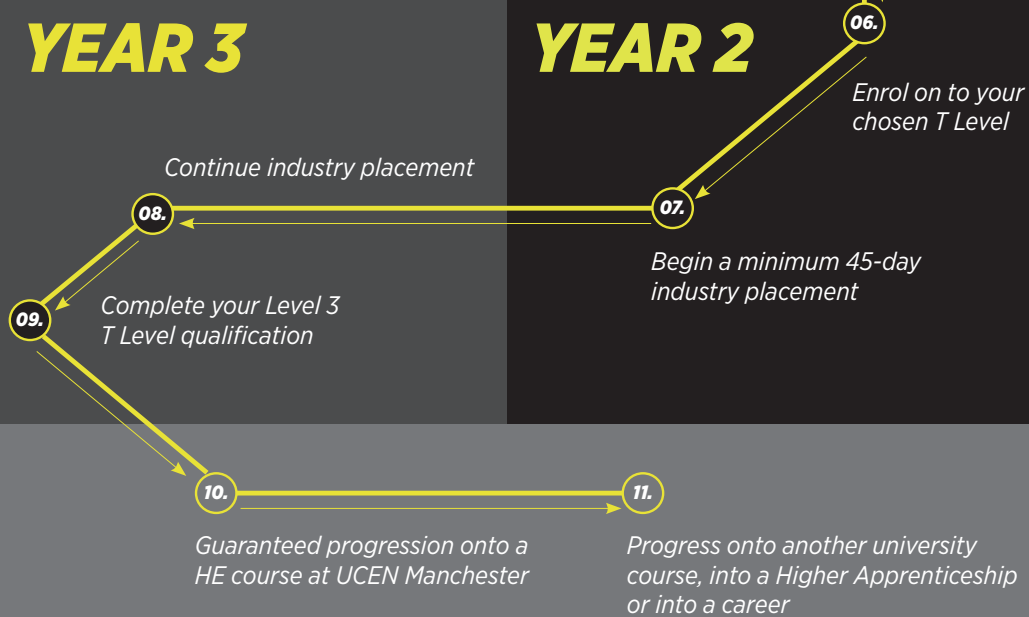 YEAR 3
YEAR 2
06.
Enrol on to your
chosen T Level
07.
Begin a minimum 45-day
industry placement
Continue industry placement
08.
09.
Complete your Level 3
T Level qualification
10.
Guaranteed progression onto a
HE course at UCEN Manchester
11.
Progress onto another university
course, into a Higher Apprenticeship
or into a career